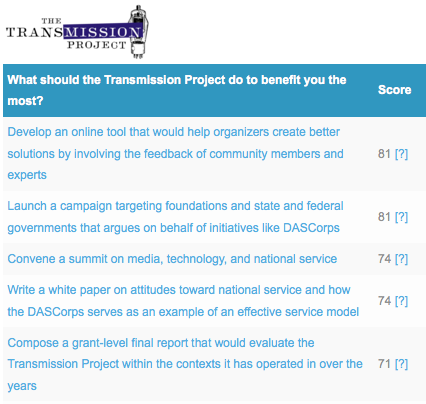 THE
TRANSMISSION
PROJECT
What should the Transmission Project do to benefit you the
most?
Score
Develop an online tool that would help organizers create better
solutions by involving the feedback of community members and
experts
81 [?]
Launch a campaign targeting foundations and state and federal
governments that argues on behalf of initiatives like DASCorps
81 [?]
Convene a summit on media, technology, and national service
74 [?]
Write a white paper on attitudes toward national service and how
the DASCorps serves as an example of an effective service model
74 [?]
Compose a grant-level final report that would evaluate the
Transmission Project within the contexts it has operated in over the
years
71 [?]